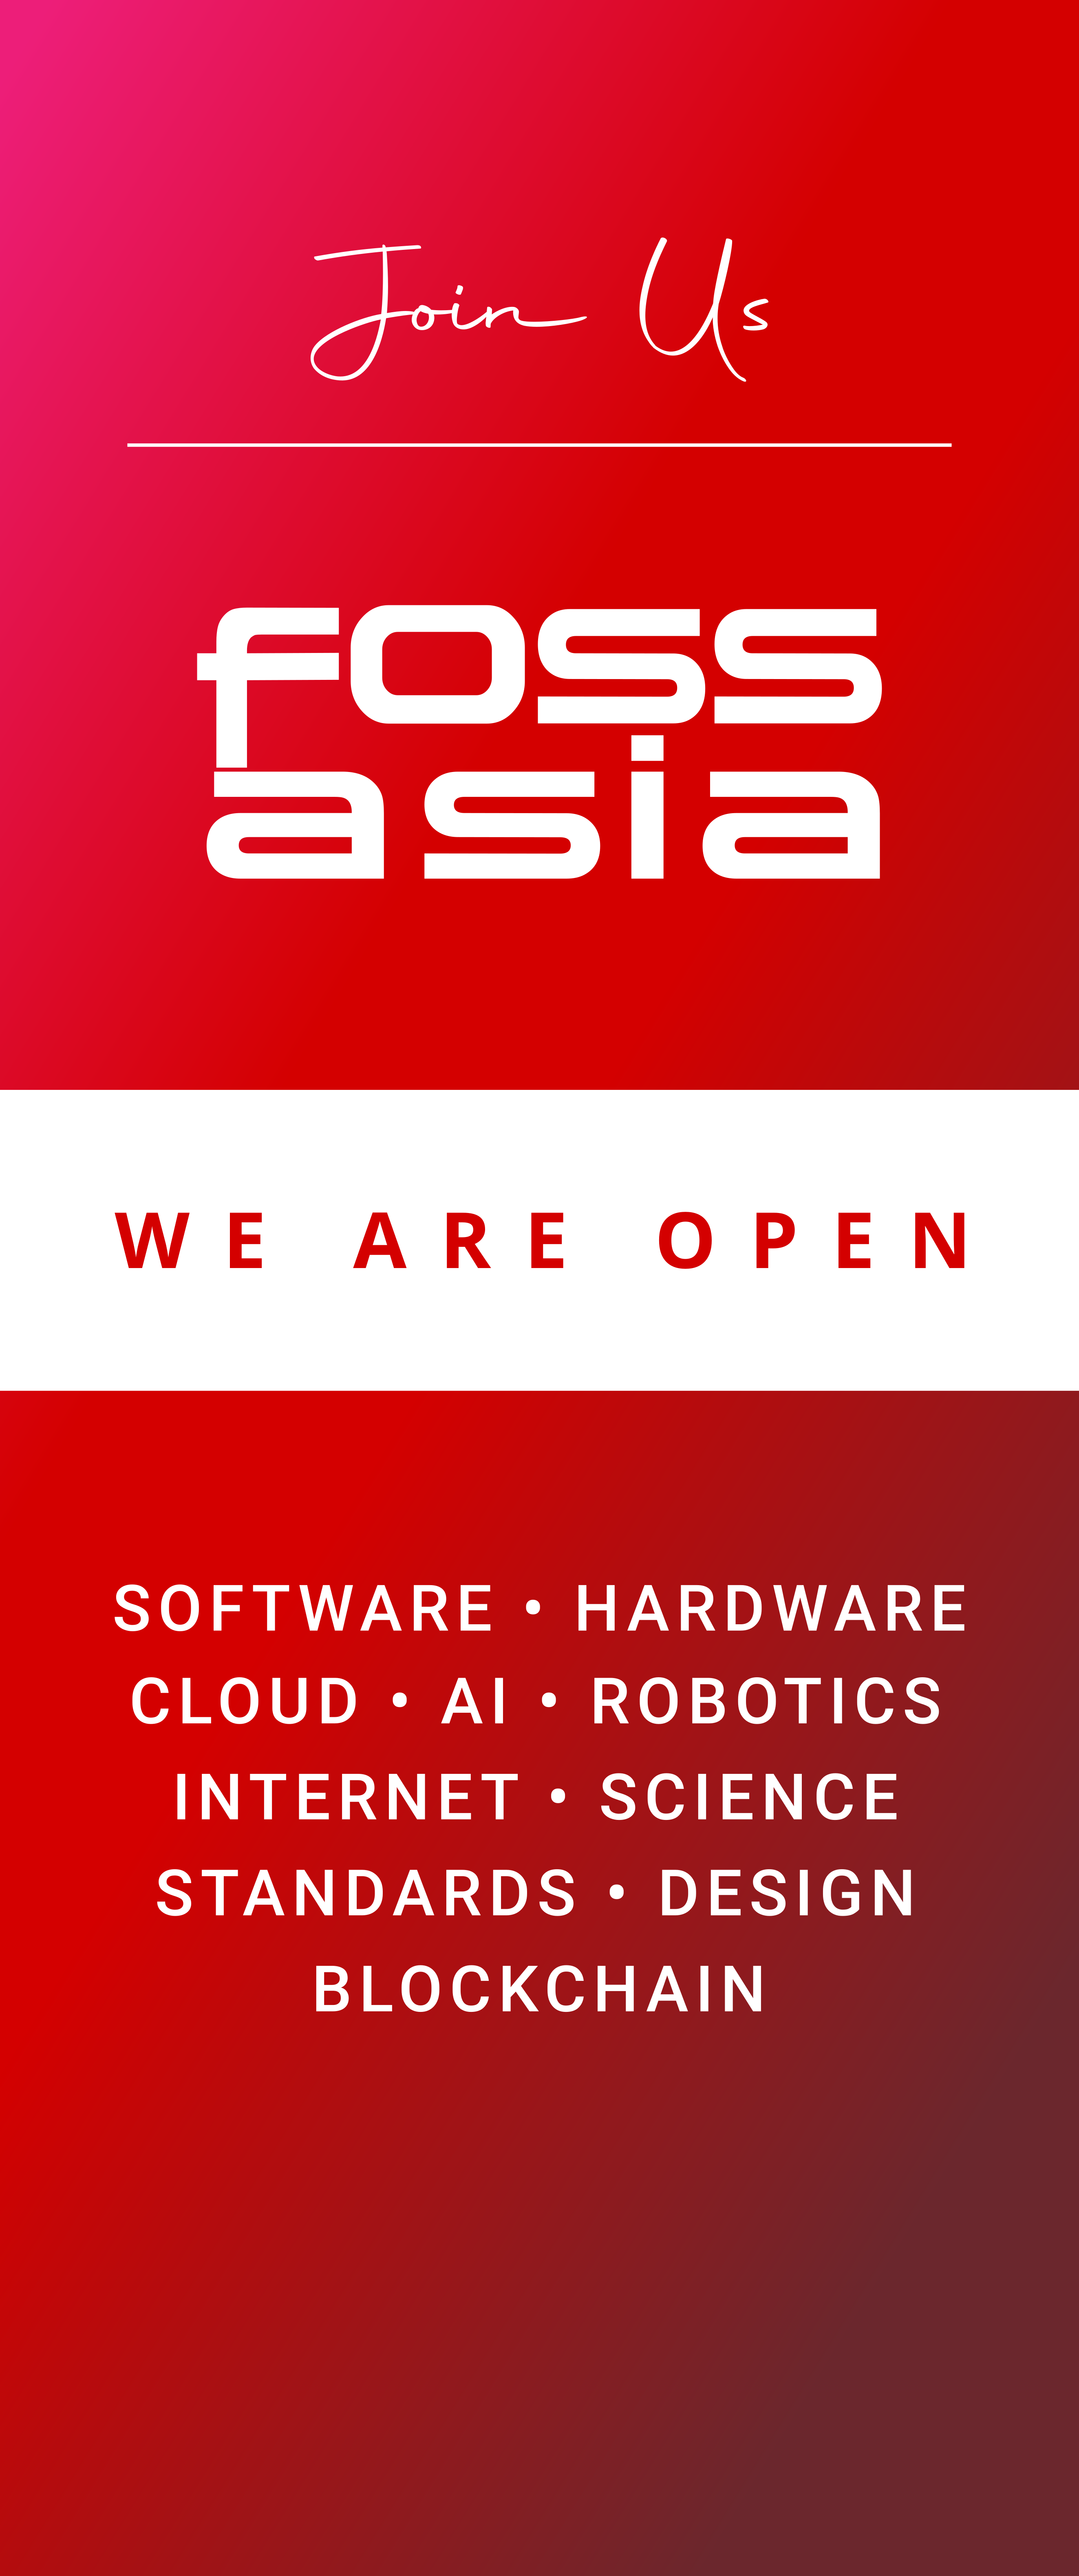 Join Us
foss
asia
WE ARE OPEN
SOFTWARE • HARDWARE
CLOUD • AI • ROBOTICS
INTERNET • SCIENCE
STANDARDS • DESIGN
BLOCKCHAIN